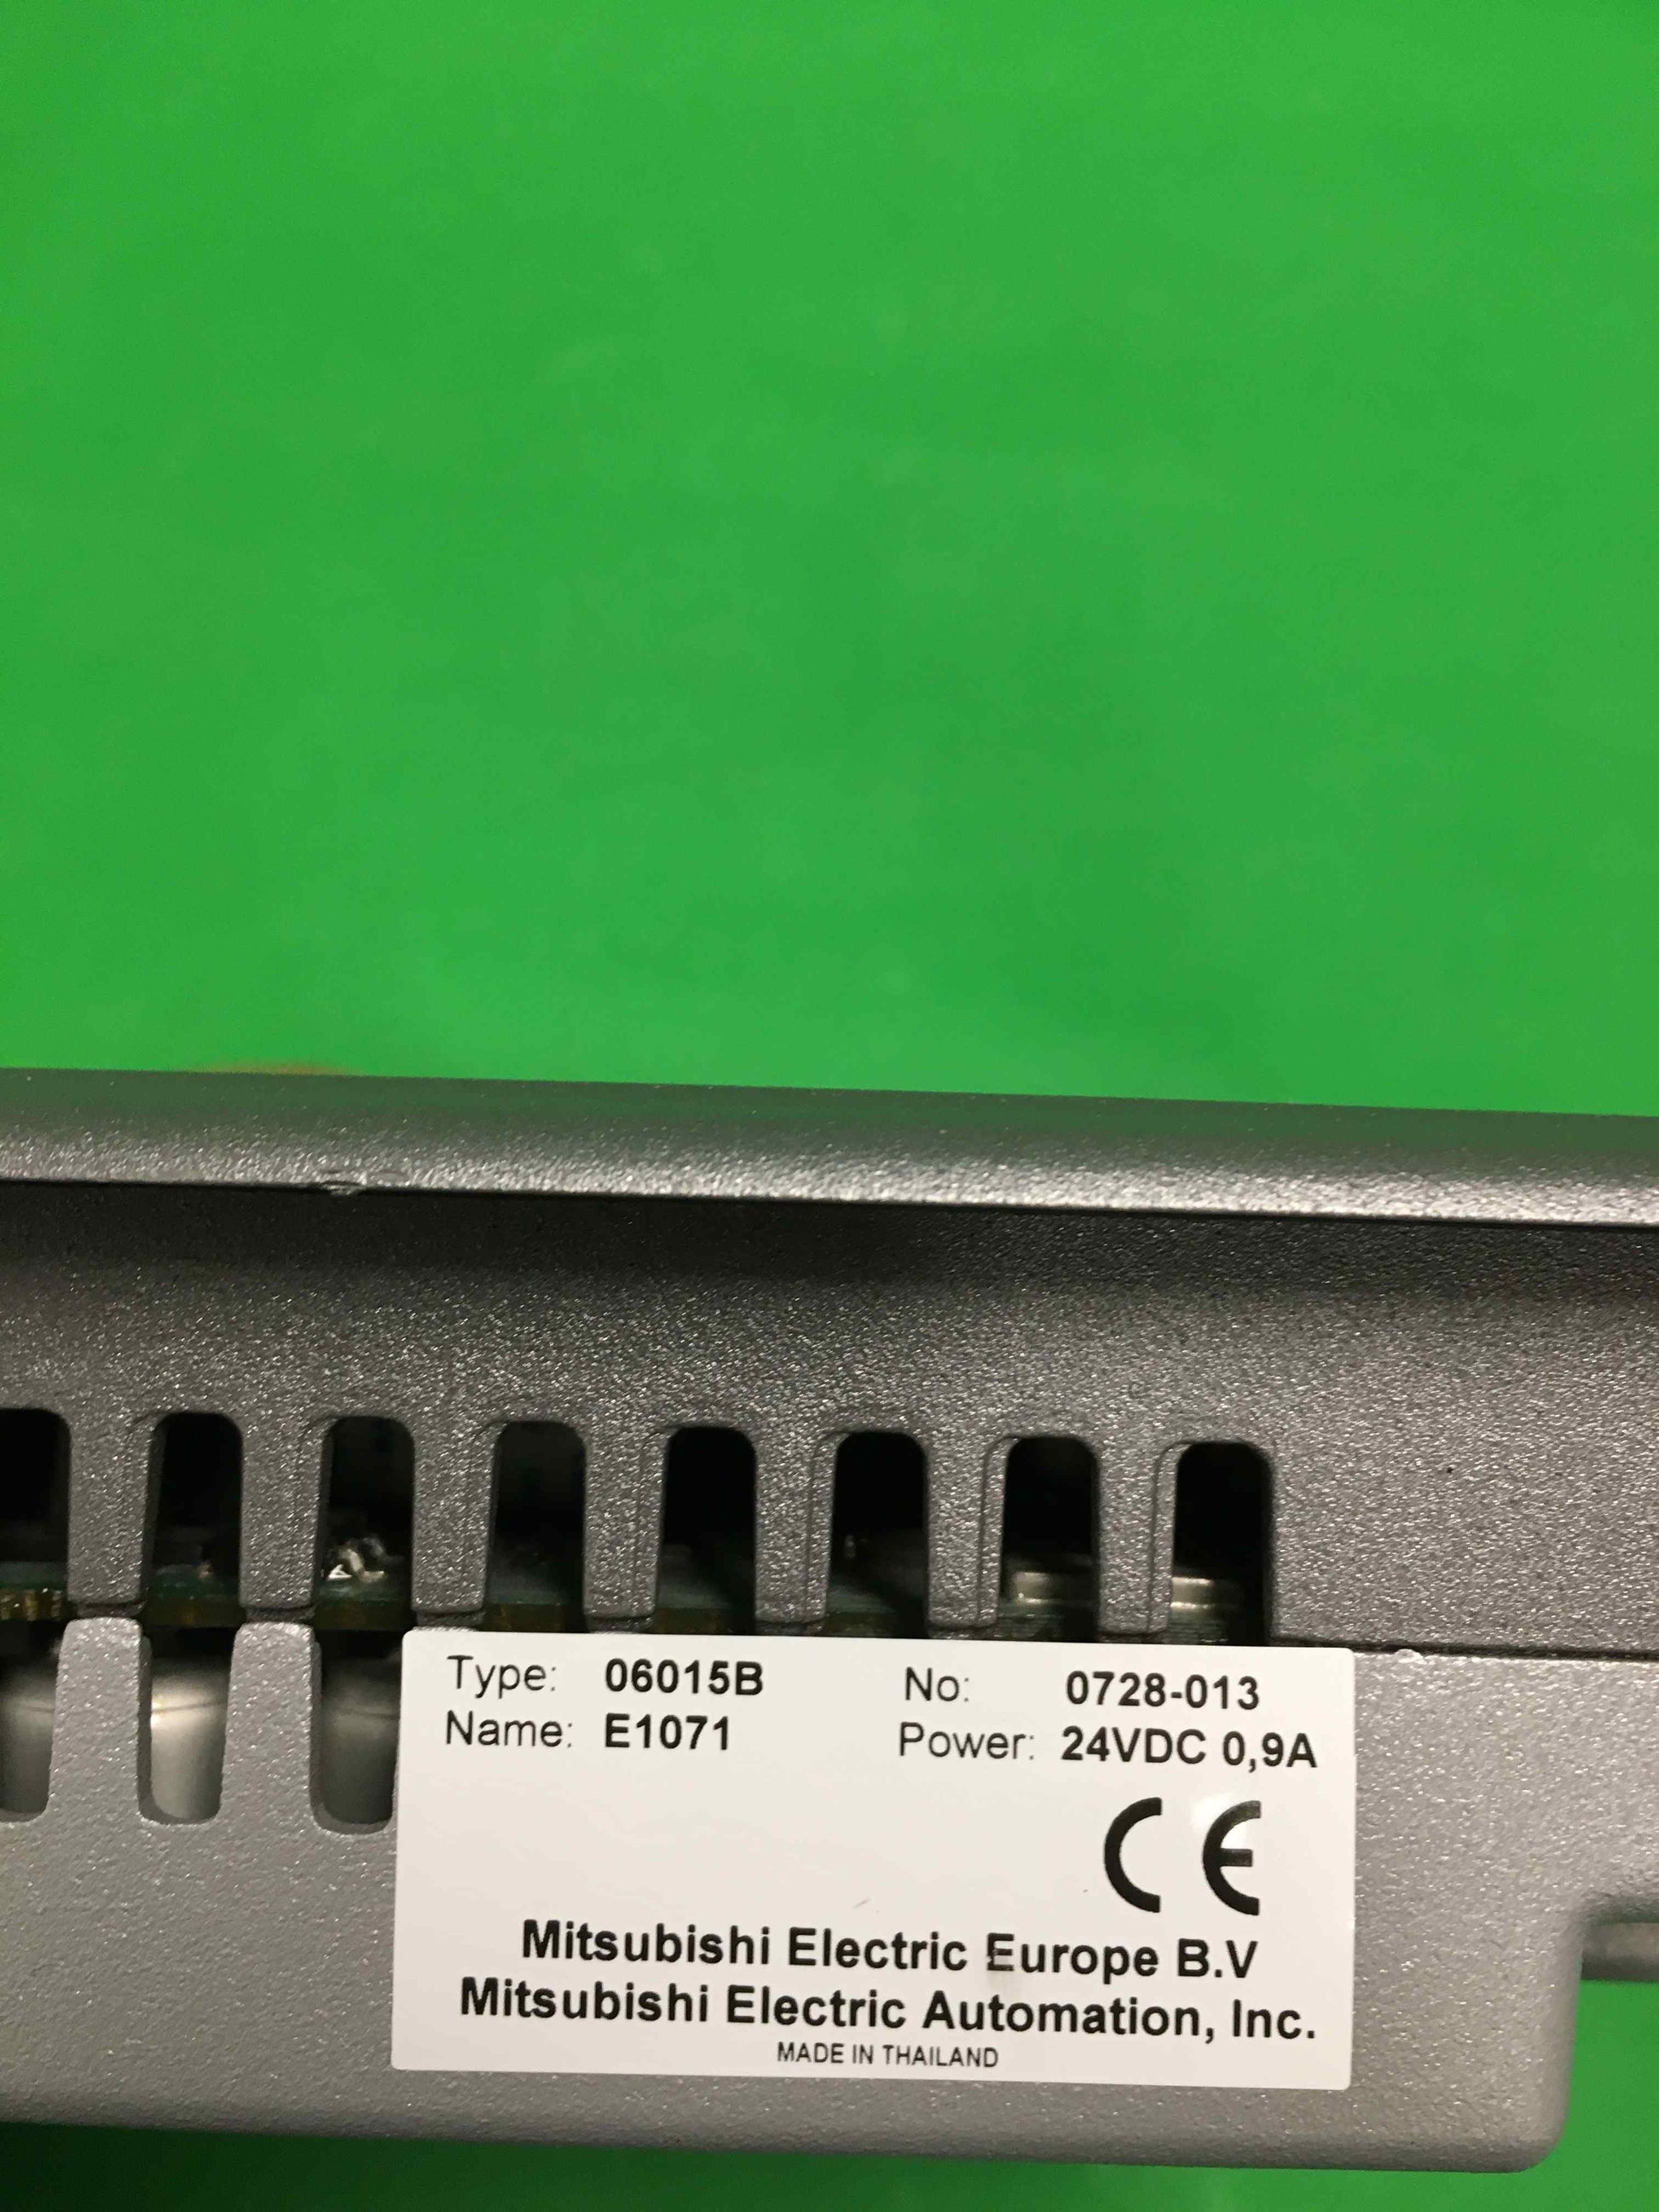 Type: 06015B No: 0728-013
Name: E1071 Power: 24VDC 0,9A
CE
Mitsubishi Electric Europe B.V
Mitsubishi Electric Automation, Inc.
MADE IN THAILAND